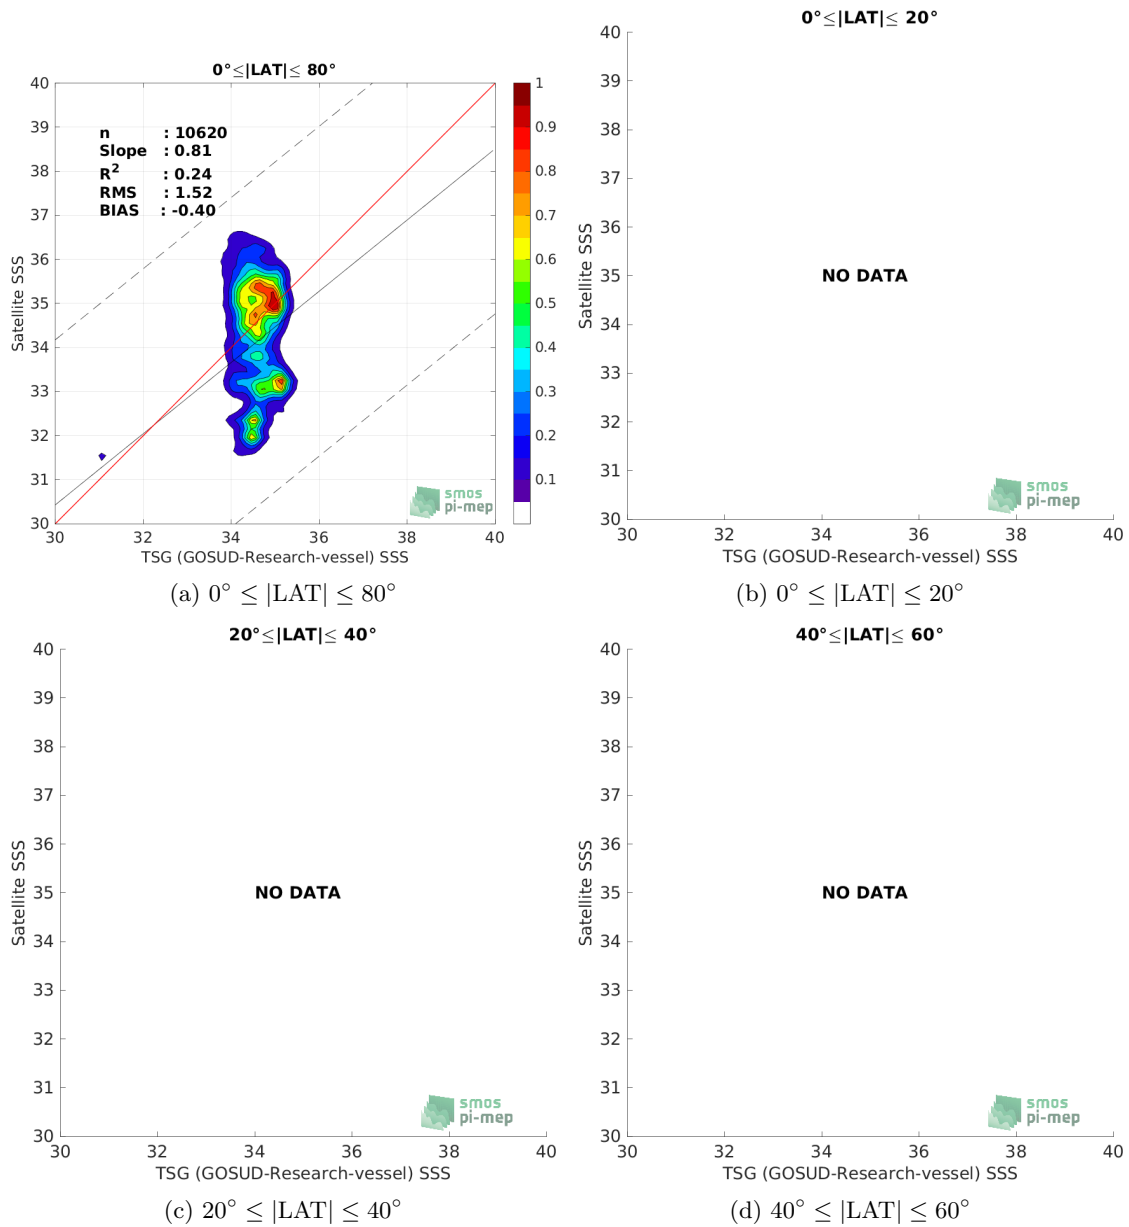 0°≤|LAT|≤ 80°
40
39
38
37
36
35
34
33
32
31
30
n : 10620
Slope : 0.81
R² : 0.24
RMS : 1.52
BIAS : -0.40
Satellite SSS
30 32 34 36 38 40
TSG (GOSUD-Research-vessel) SSS
smos
pi-mep
1
0.9
0.8
0.7
0.6
0.5
0.4
0.3
0.2
0.1
(a) 0° ≤ |LAT| ≤ 80°
0°≤|LAT|≤ 20°
40
39
38
37
36
35
34
33
32
31
30
Satellite SSS
NO DATA
smos
pi-mep
30 32 34 36 38 40
TSG (GOSUD-Research-vessel) SSS
(b) 0° ≤ |LAT| ≤ 20°
20°≤|LAT|≤ 40°
40
39
38
37
36
35
34
33
32
31
30
Satellite SSS
NO DATA
smos
pi-mep
30 32 34 36 38 40
TSG (GOSUD-Research-vessel) SSS
(c) 20° ≤ |LAT| ≤ 40°
40°≤|LAT|≤ 60°
40
39
38
37
36
35
34
33
32
31
30
Satellite SSS
NO DATA
smos
pi-mep
30 32 34 36 38 40
TSG (GOSUD-Research-vessel) SSS
(d) 40° ≤ |LAT| ≤ 60°